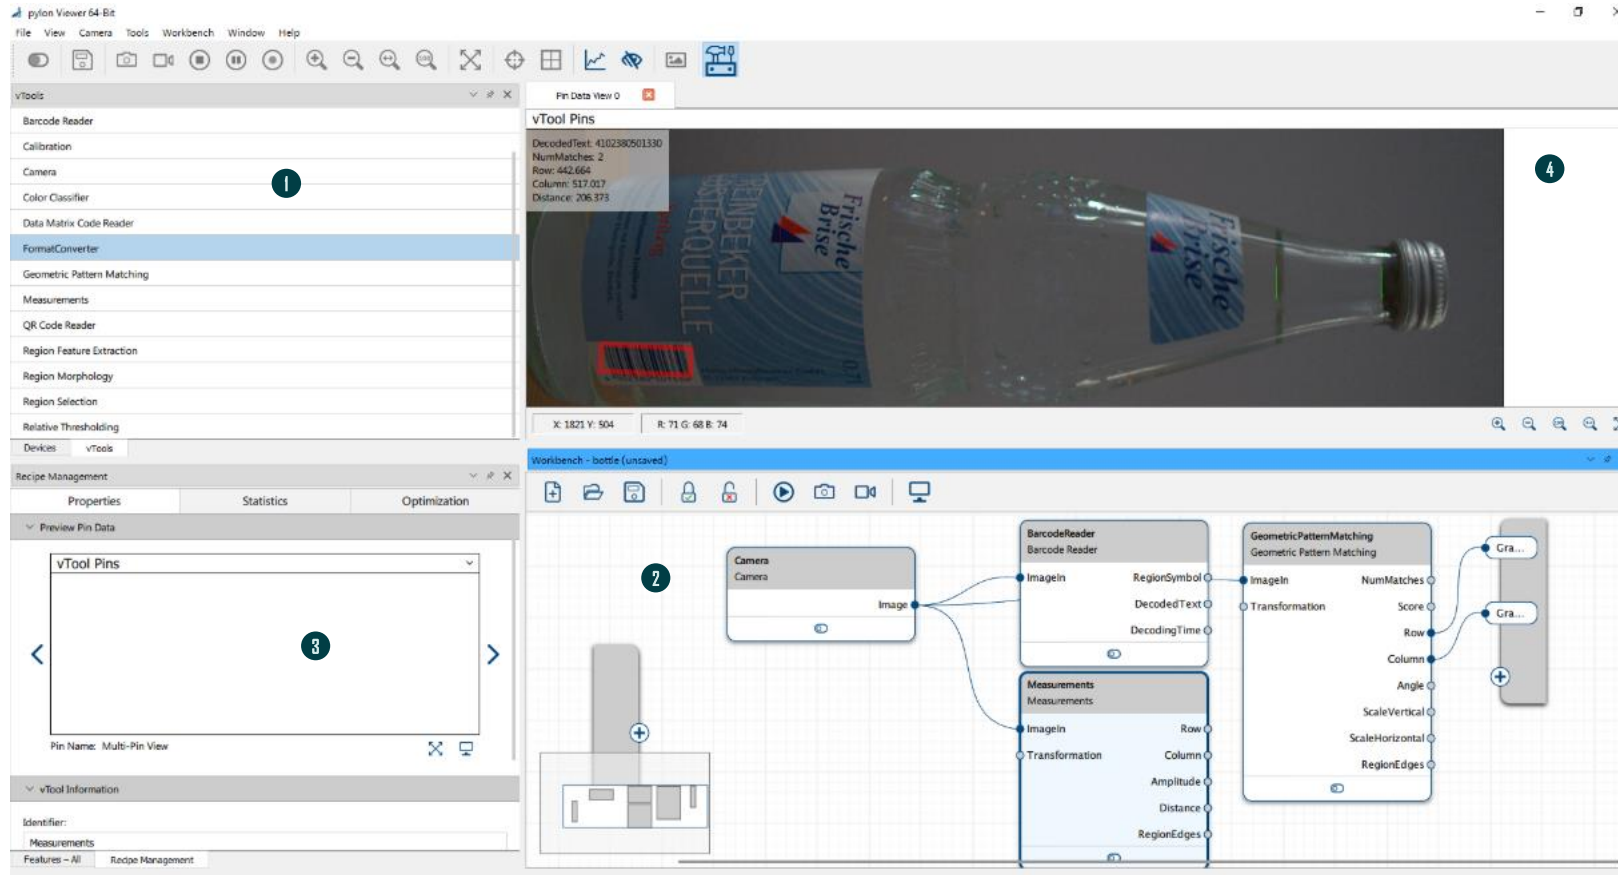 pylon Viewer 64-Bit
File View Camera Tools Workbench Window Help
vTools
Barcode Reader
Calibration
Camera
Color Classifier
Data Matrix Code Reader
FormatConverter
Geometric Pattern Matching
Measurements
QR Code Reader
Region Feature Extraction
Region Morphology
Region Selection
Relative Thresholding
Devices vTools
1
Pin Data View 0
vTool Pins
DecodedText: 4102380501330
NumMatches: 2
Row: 442.664
Column: 517.017
Distance: 206.373
Frische
Brise
Frische
Brise
0,7l
4
X: 1821 Y: 504 R: 71 G: 68 B: 74
Recipe Management
Properties Statistics Optimization
Preview Pin Data
vTool Pins
3
Pin Name: Multi-Pin View
vTool Information
Identifier:
Measurements
Features - All Recipe Management
Workbench - bottle (unsaved)
2
Camera
Camera
Image
BarcodeReader
Barcode Reader
ImageIn RegionSymbol
DecodedText
DecodingTime
Measurements
Measurements
ImageIn Row
Transformation Column
Amplitude
Distance
RegionEdges
GeometricPatternMatching
Geometric Pattern Matching
ImageIn NumMatches
Transformation Score
Row
Column
Angle
ScaleVertical
ScaleHorizontal
RegionEdges
Gra...
Gra...